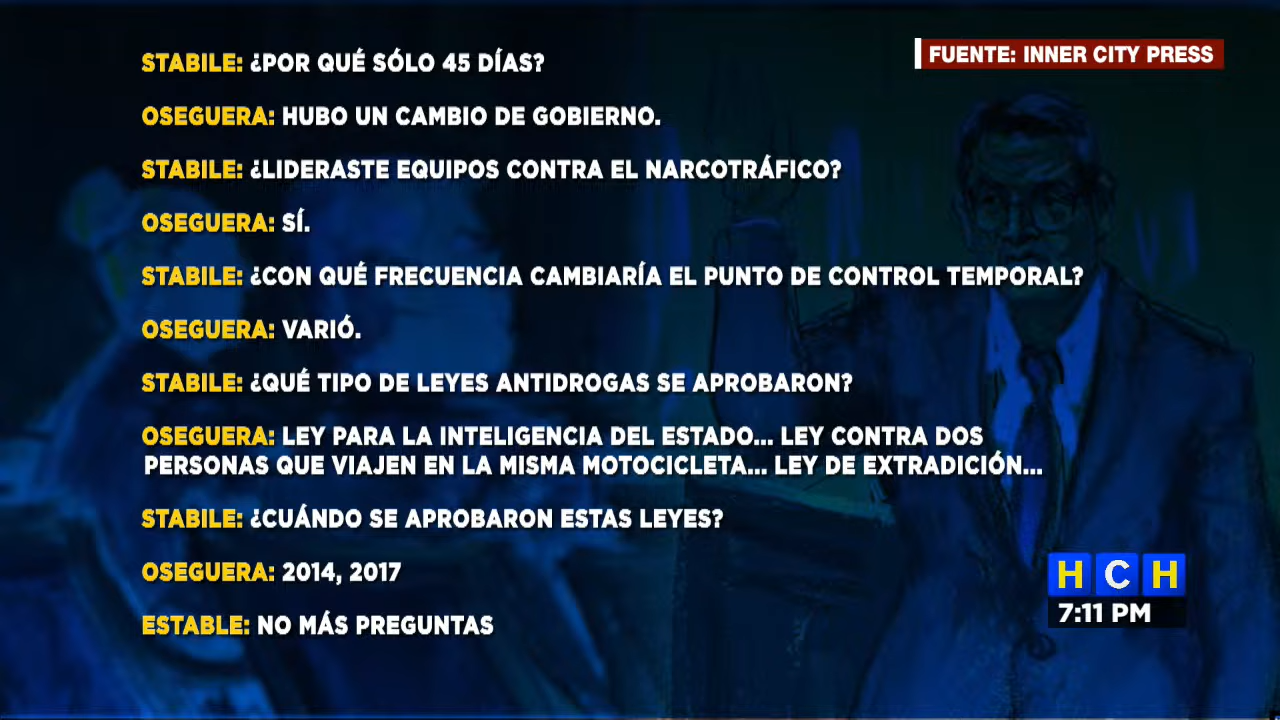 FUENTE: INNER CITY PRESS
STABILE: ¿POR QUÉ SÓLO 45 DÍAS?
OSEGUERA: HUBO UN CAMBIO DE GOBIERNO.
STABILE: ¿LIDERASTE EQUIPOS CONTRA EL NARCOTRÁFICO?
OSEGUERA: SÍ.
STABILE: ¿CON QUÉ FRECUENCIA CAMBIARÍA EL PUNTO DE CONTROL TEMPORAL?
OSEGUERA: VARIÓ.
STABILE: ¿QUÉ TIPO DE LEYES ANTIDROGAS SE APROBARON?
OSEGUERA: LEY PARA LA INTELIGENCIA DEL ESTADO... LEY CONTRA DOS
PERSONAS QUE VIAJEN EN LA MISMA MOTOCICLETA... LEY DE EXTRADICIÓN...
STABILE: ¿CUÁNDO SE APROBARON ESTAS LEYES?
OSEGUERA: 2014, 2017
ESTABLE: NO MÁS PREGUNTAS
HCH
7:11 PM